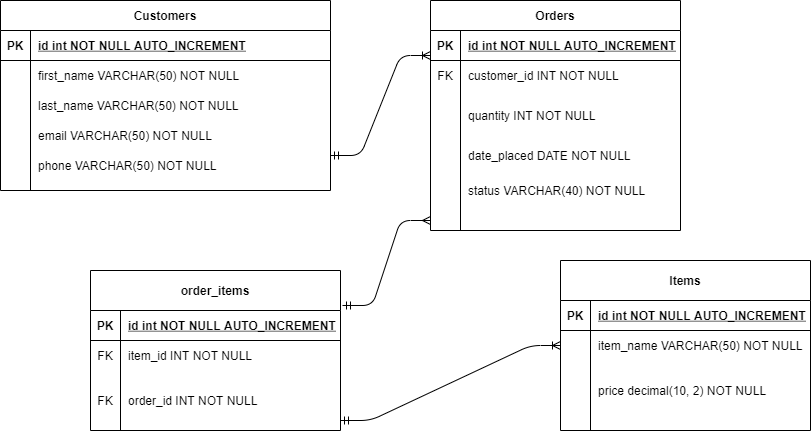 Customers
PK id int NOT NULL AUTO_INCREMENT
first_name VARCHAR(50) NOT NULL
last_name VARCHAR(50) NOT NULL
email VARCHAR(50) NOT NULL
phone VARCHAR(50) NOT NULL
Orders
PK id int NOT NULL AUTO_INCREMENT
FK customer_id INT NOT NULL
quantity INT NOT NULL
date_placed DATE NOT NULL
status VARCHAR(40) NOT NULL
order_items
PK id int NOT NULL AUTO_INCREMENT
FK item_id INT NOT NULL
FK order_id INT NOT NULL
Items
PK id int NOT NULL AUTO_INCREMENT
item_name VARCHAR(50) NOT NULL
price decimal(10, 2) NOT NULL